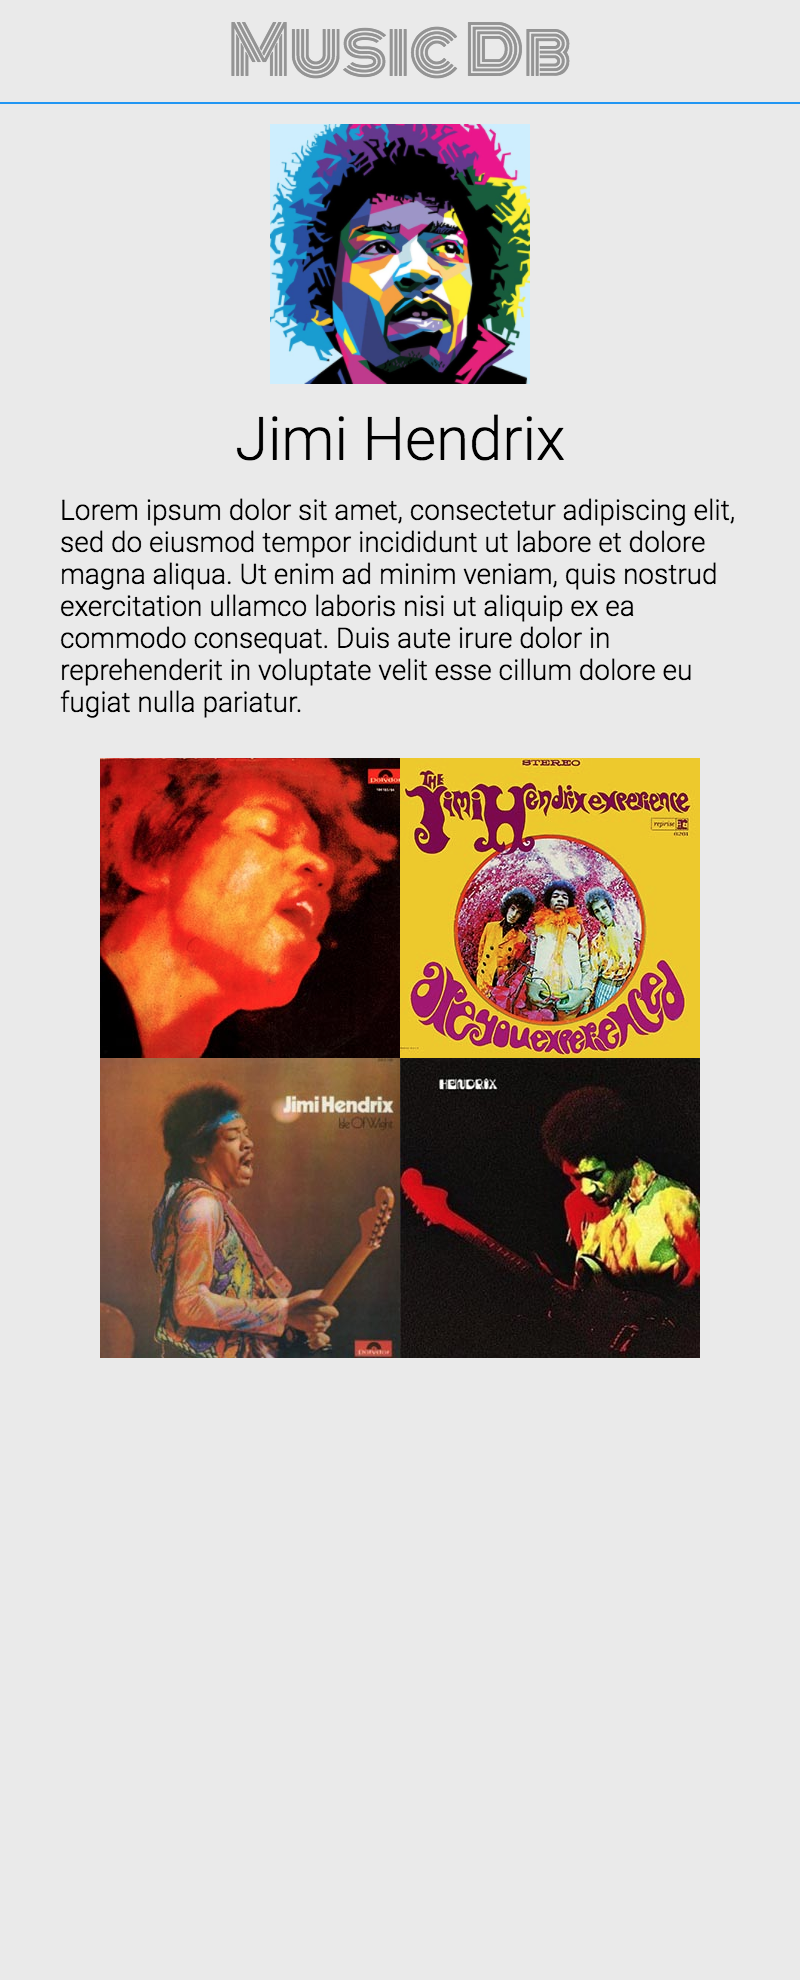 Music Db
Jimi Hendrix
Lorem ipsum dolor sit amet, consectetur adipiscing elit,
sed do eiusmod tempor incididunt ut labore et dolore
magna aliqua. Ut enim ad minim veniam, quis nostrud
exercitation ullamco laboris nisi ut aliquip ex ea
commodo consequat. Duis aute irure dolor in
reprehenderit in voluptate velit esse cillum dolore eu
fugiat nulla pariatur.
Polydor
STEREO
THE
Jimi Hendrix experience
reprise
6261
are you experienced
Jimi Hendrix
Isle Of Wight
Polydor
HENDRIX